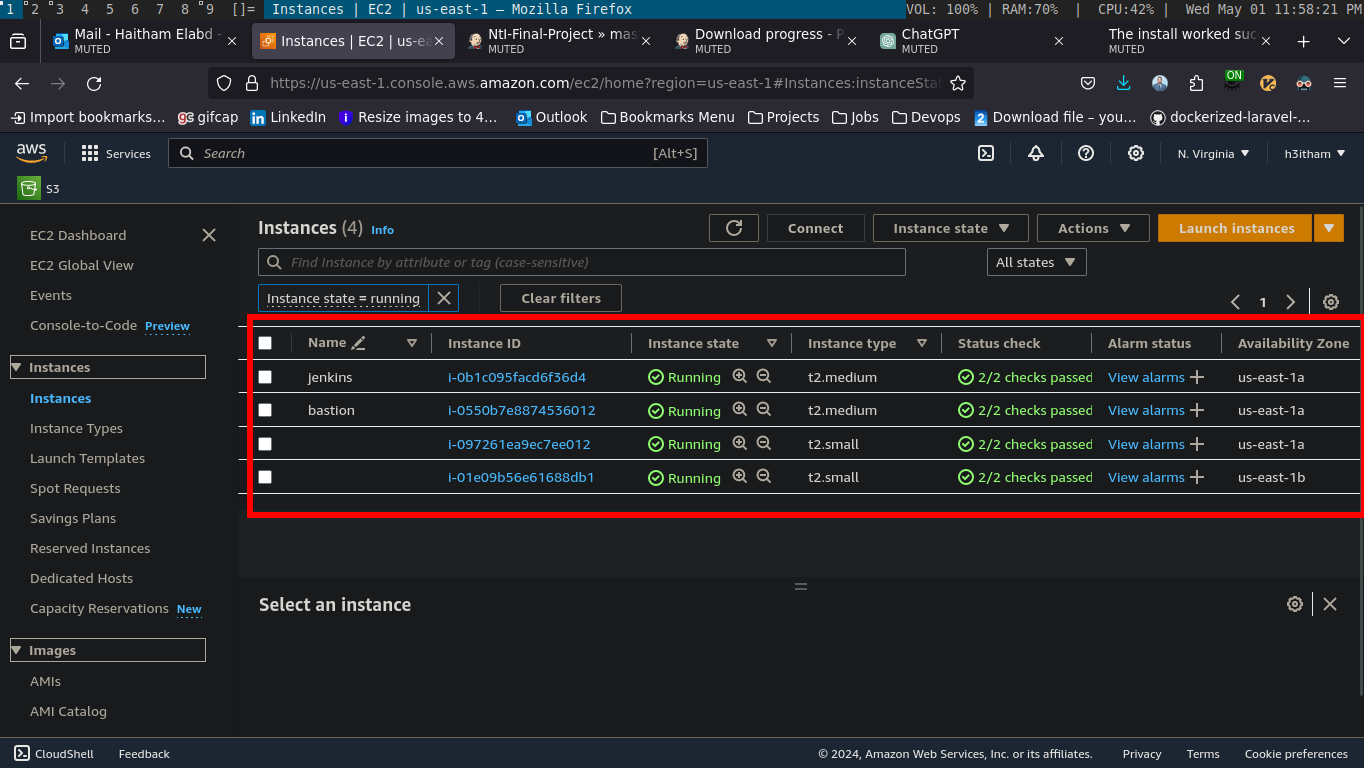 1 2 3 4 5 6 7 8 9 []= Instances | EC2 | us-east-1 — Mozilla Firefox VOL: 100% | RAM:70% | CPU:42% | Wed May 01 11:58:21 PM
Mail - Haitham Elabd - MUTED
Instances | EC2 | us-ea
Ntl-Final-Project » mas MUTED
Download progress - P MUTED
ChatGPT MUTED
The install worked suc MUTED
https://us-east-1.console.aws.amazon.com/ec2/home?region=us-east-1#Instances:instanceStat
ON
Import bookmarks... gifcap LinkedIn Resize images to 4... Outlook Bookmarks Menu Projects Jobs Devops Download file – you... dockerized-laravel-...
aws Services Search [Alt+S] N. Virginia h3itham
S3
EC2 Dashboard
EC2 Global View
Events
Console-to-Code Preview
Instances
Instances
Instance Types
Launch Templates
Spot Requests
Savings Plans
Reserved Instances
Dedicated Hosts
Capacity Reservations New
Images
AMIs
AMI Catalog
Instances (4) Info Connect Instance state Actions Launch instances
Find Instance by attribute or tag (case-sensitive) All states
Instance state = running Clear filters 1
Name Instance ID Instance state Instance type Status check Alarm status Availability Zone
jenkins i-0b1c095facd6f36d4 Running t2.medium 2/2 checks passed View alarms us-east-1a
bastion i-0550b7e8874536012 Running t2.medium 2/2 checks passed View alarms us-east-1a
i-097261ea9ec7ee012 Running t2.small 2/2 checks passed View alarms us-east-1a
i-01e09b56e61688db1 Running t2.small 2/2 checks passed View alarms us-east-1b
Select an instance
CloudShell Feedback © 2024, Amazon Web Services, Inc. or its affiliates. Privacy Terms Cookie preferences